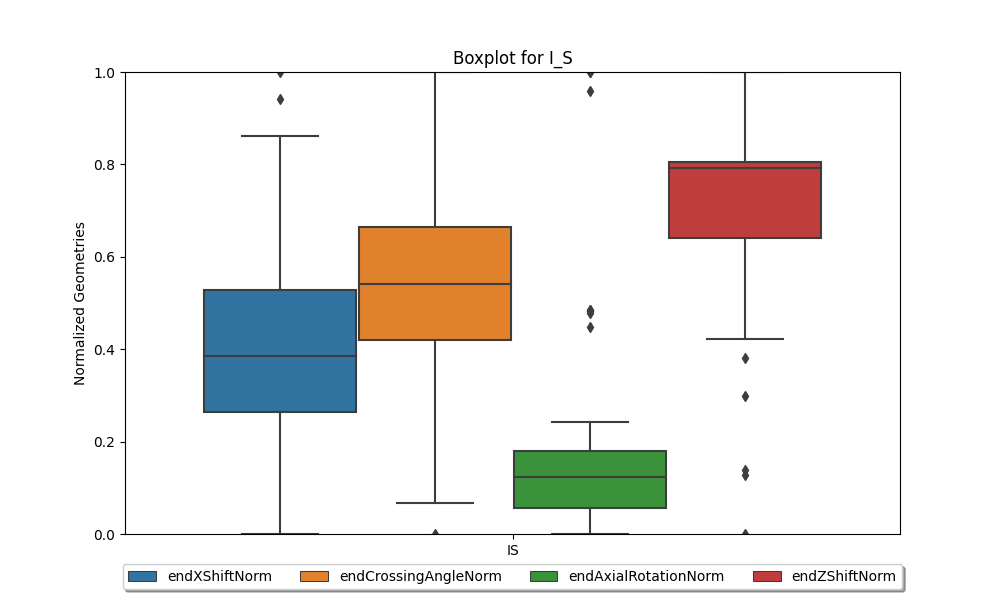 Boxplot for I_S
1.0
0.8
0.6
0.4
0.2
0.0
Normalized Geometries
IS
endXShiftNorm endCrossingAngleNorm endAxialRotationNorm endZShiftNorm